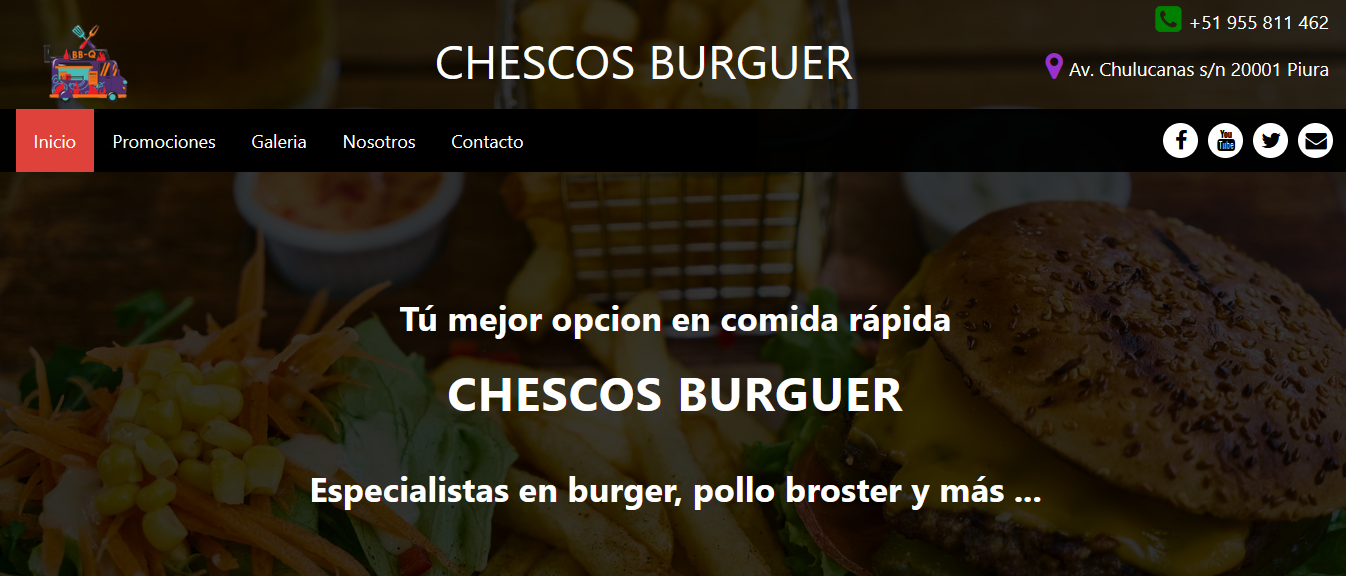 BB-Q
CHESCOS BURGUER
+51 955 811 462
Av. Chulucanas s/n 20001 Piura
Inicio Promociones Galeria Nosotros Contacto
You
Tube
Tú mejor opcion en comida rápida
CHESCOS BURGUER
Especialistas en burger, pollo broster y más ...